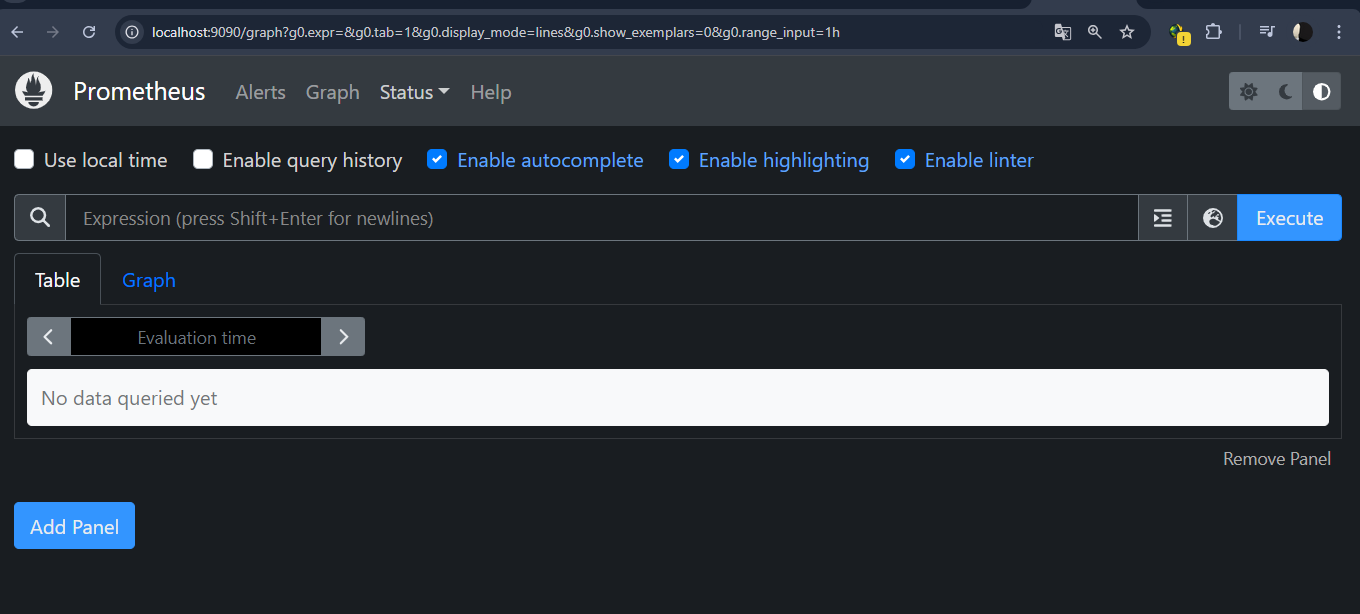 localhost:9090/graph?g0.expr=&g0.tab=1&g0.display_mode=lines&g0.show_exemplars=0&g0.range_input=1h
Prometheus Alerts Graph Status Help
Use local time Enable query history Enable autocomplete Enable highlighting Enable linter
Expression (press Shift+Enter for newlines) Execute
Table Graph
Evaluation time
No data queried yet
Remove Panel
Add Panel